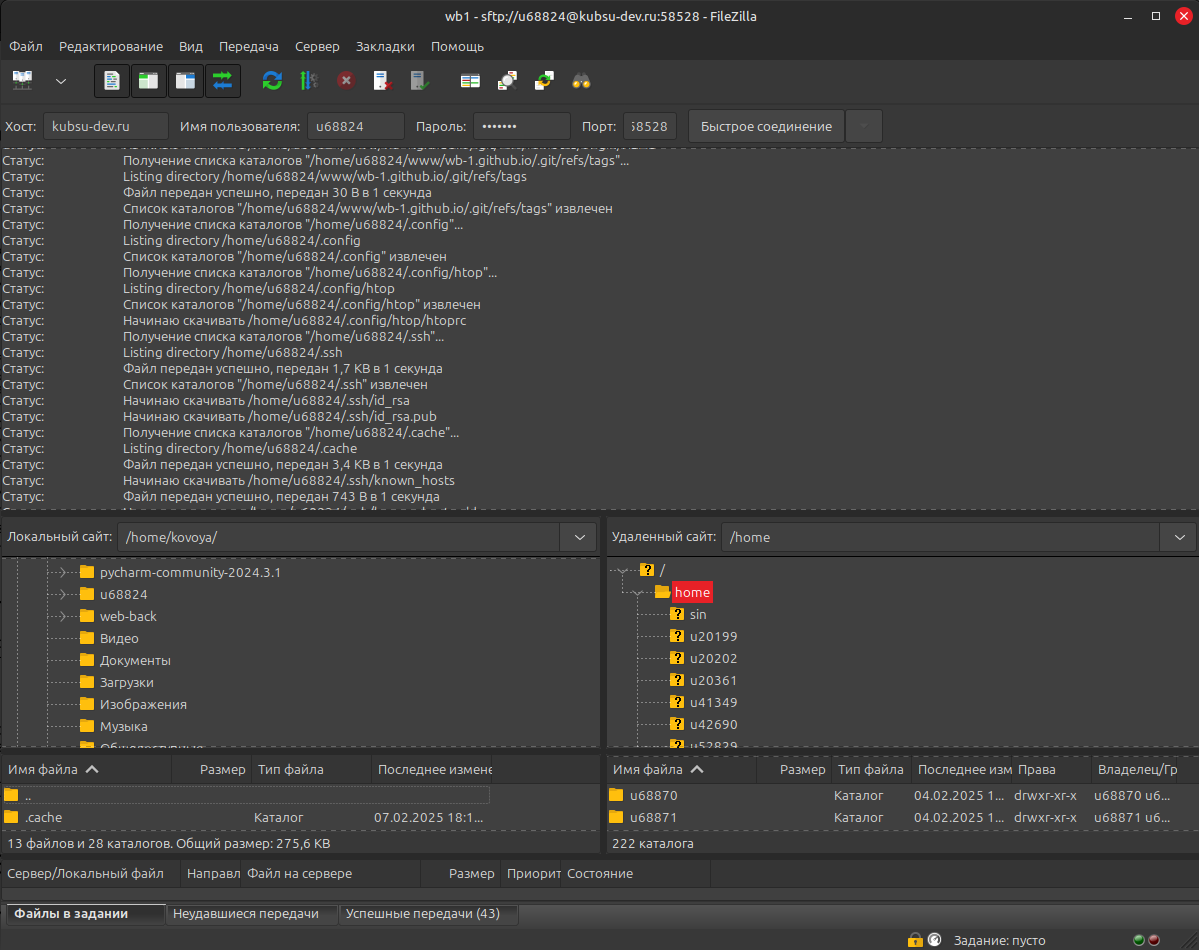 wb1 - sftp://u68824@kubsu-dev.ru:58528 - FileZilla
Файл Редактирование Вид Передача Сервер Закладки Помощь
Хост: kubsu-dev.ru Имя пользователя: u68824 Пароль: ••••••• Порт: 58528 Быстрое соединение
Статус: Получение списка каталогов "/home/u68824/www/wb-1.github.io/.git/refs/tags"...
Статус: Listing directory /home/u68824/www/wb-1.github.io/.git/refs/tags
Статус: Файл передан успешно, передан 30 B в 1 секунда
Статус: Список каталогов "/home/u68824/www/wb-1.github.io/.git/refs/tags" извлечен
Статус: Получение списка каталогов "/home/u68824/.config"...
Статус: Listing directory /home/u68824/.config
Статус: Список каталогов "/home/u68824/.config" извлечен
Статус: Получение списка каталогов "/home/u68824/.config/htop"...
Статус: Listing directory /home/u68824/.config/htop
Статус: Список каталогов "/home/u68824/.config/htop" извлечен
Статус: Начинаю скачивать /home/u68824/.config/htop/htoprc
Статус: Получение списка каталогов "/home/u68824/.ssh"...
Статус: Listing directory /home/u68824/.ssh
Статус: Файл передан успешно, передан 1,7 KB в 1 секунда
Статус: Список каталогов "/home/u68824/.ssh" извлечен
Статус: Начинаю скачивать /home/u68824/.ssh/id_rsa
Статус: Начинаю скачивать /home/u68824/.ssh/id_rsa.pub
Статус: Получение списка каталогов "/home/u68824/.cache"...
Статус: Listing directory /home/u68824/.cache
Статус: Файл передан успешно, передан 3,4 KB в 1 секунда
Статус: Начинаю скачивать /home/u68824/.ssh/known_hosts
Статус: Файл передан успешно, передан 743 B в 1 секунда
Локальный сайт: /home/kovoya/
pycharm-community-2024.3.1
u68824
web-back
Видео
Документы
Загрузки
Изображения
Музыка
Общедоступные
Имя файла Размер Тип файла Последнее измене
..
.cache Каталог 07.02.2025 18:1...
13 файлов и 28 каталогов. Общий размер: 275,6 KB
Удаленный сайт: /home
/
home
sin
u20199
u20202
u20361
u41349
u42690
u52829
Имя файла Размер Тип файла Последнее изм Права Владелец/Гр
u68870 Каталог 04.02.2025 1... drwxr-xr-x u68870 u6...
u68871 Каталог 04.02.2025 1... drwxr-xr-x u68871 u6...
222 каталога
Сервер/Локальный файл Направл Файл на сервере Размер Приорит Состояние
Файлы в задании Неудавшиеся передачи Успешные передачи (43)
Задание: пусто